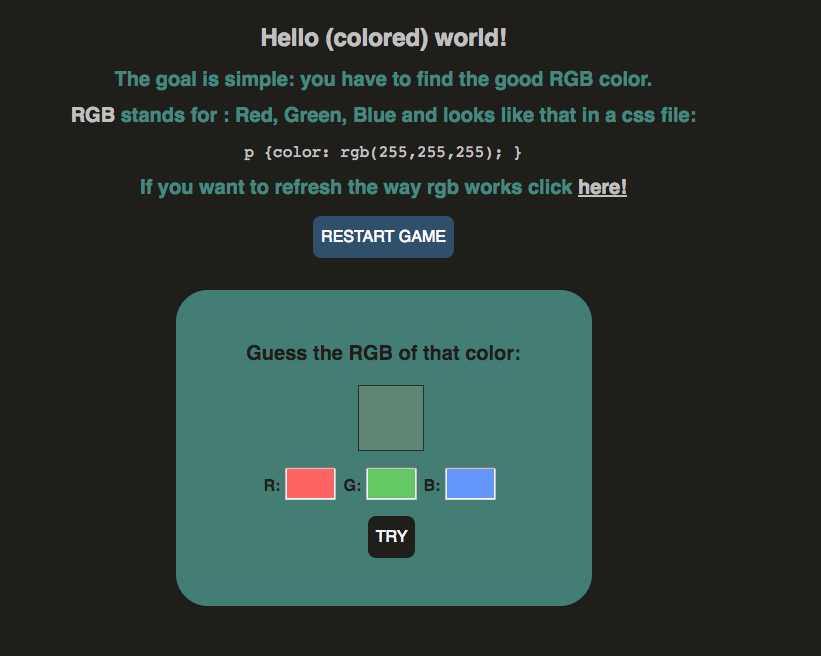 Hello (colored) world!
The goal is simple: you have to find the good RGB color.
RGB stands for : Red, Green, Blue and looks like that in a css file:
p {color: rgb(255,255,255); }
If you want to refresh the way rgb works click here!
RESTART GAME
Guess the RGB of that color:
R: G: B:
TRY